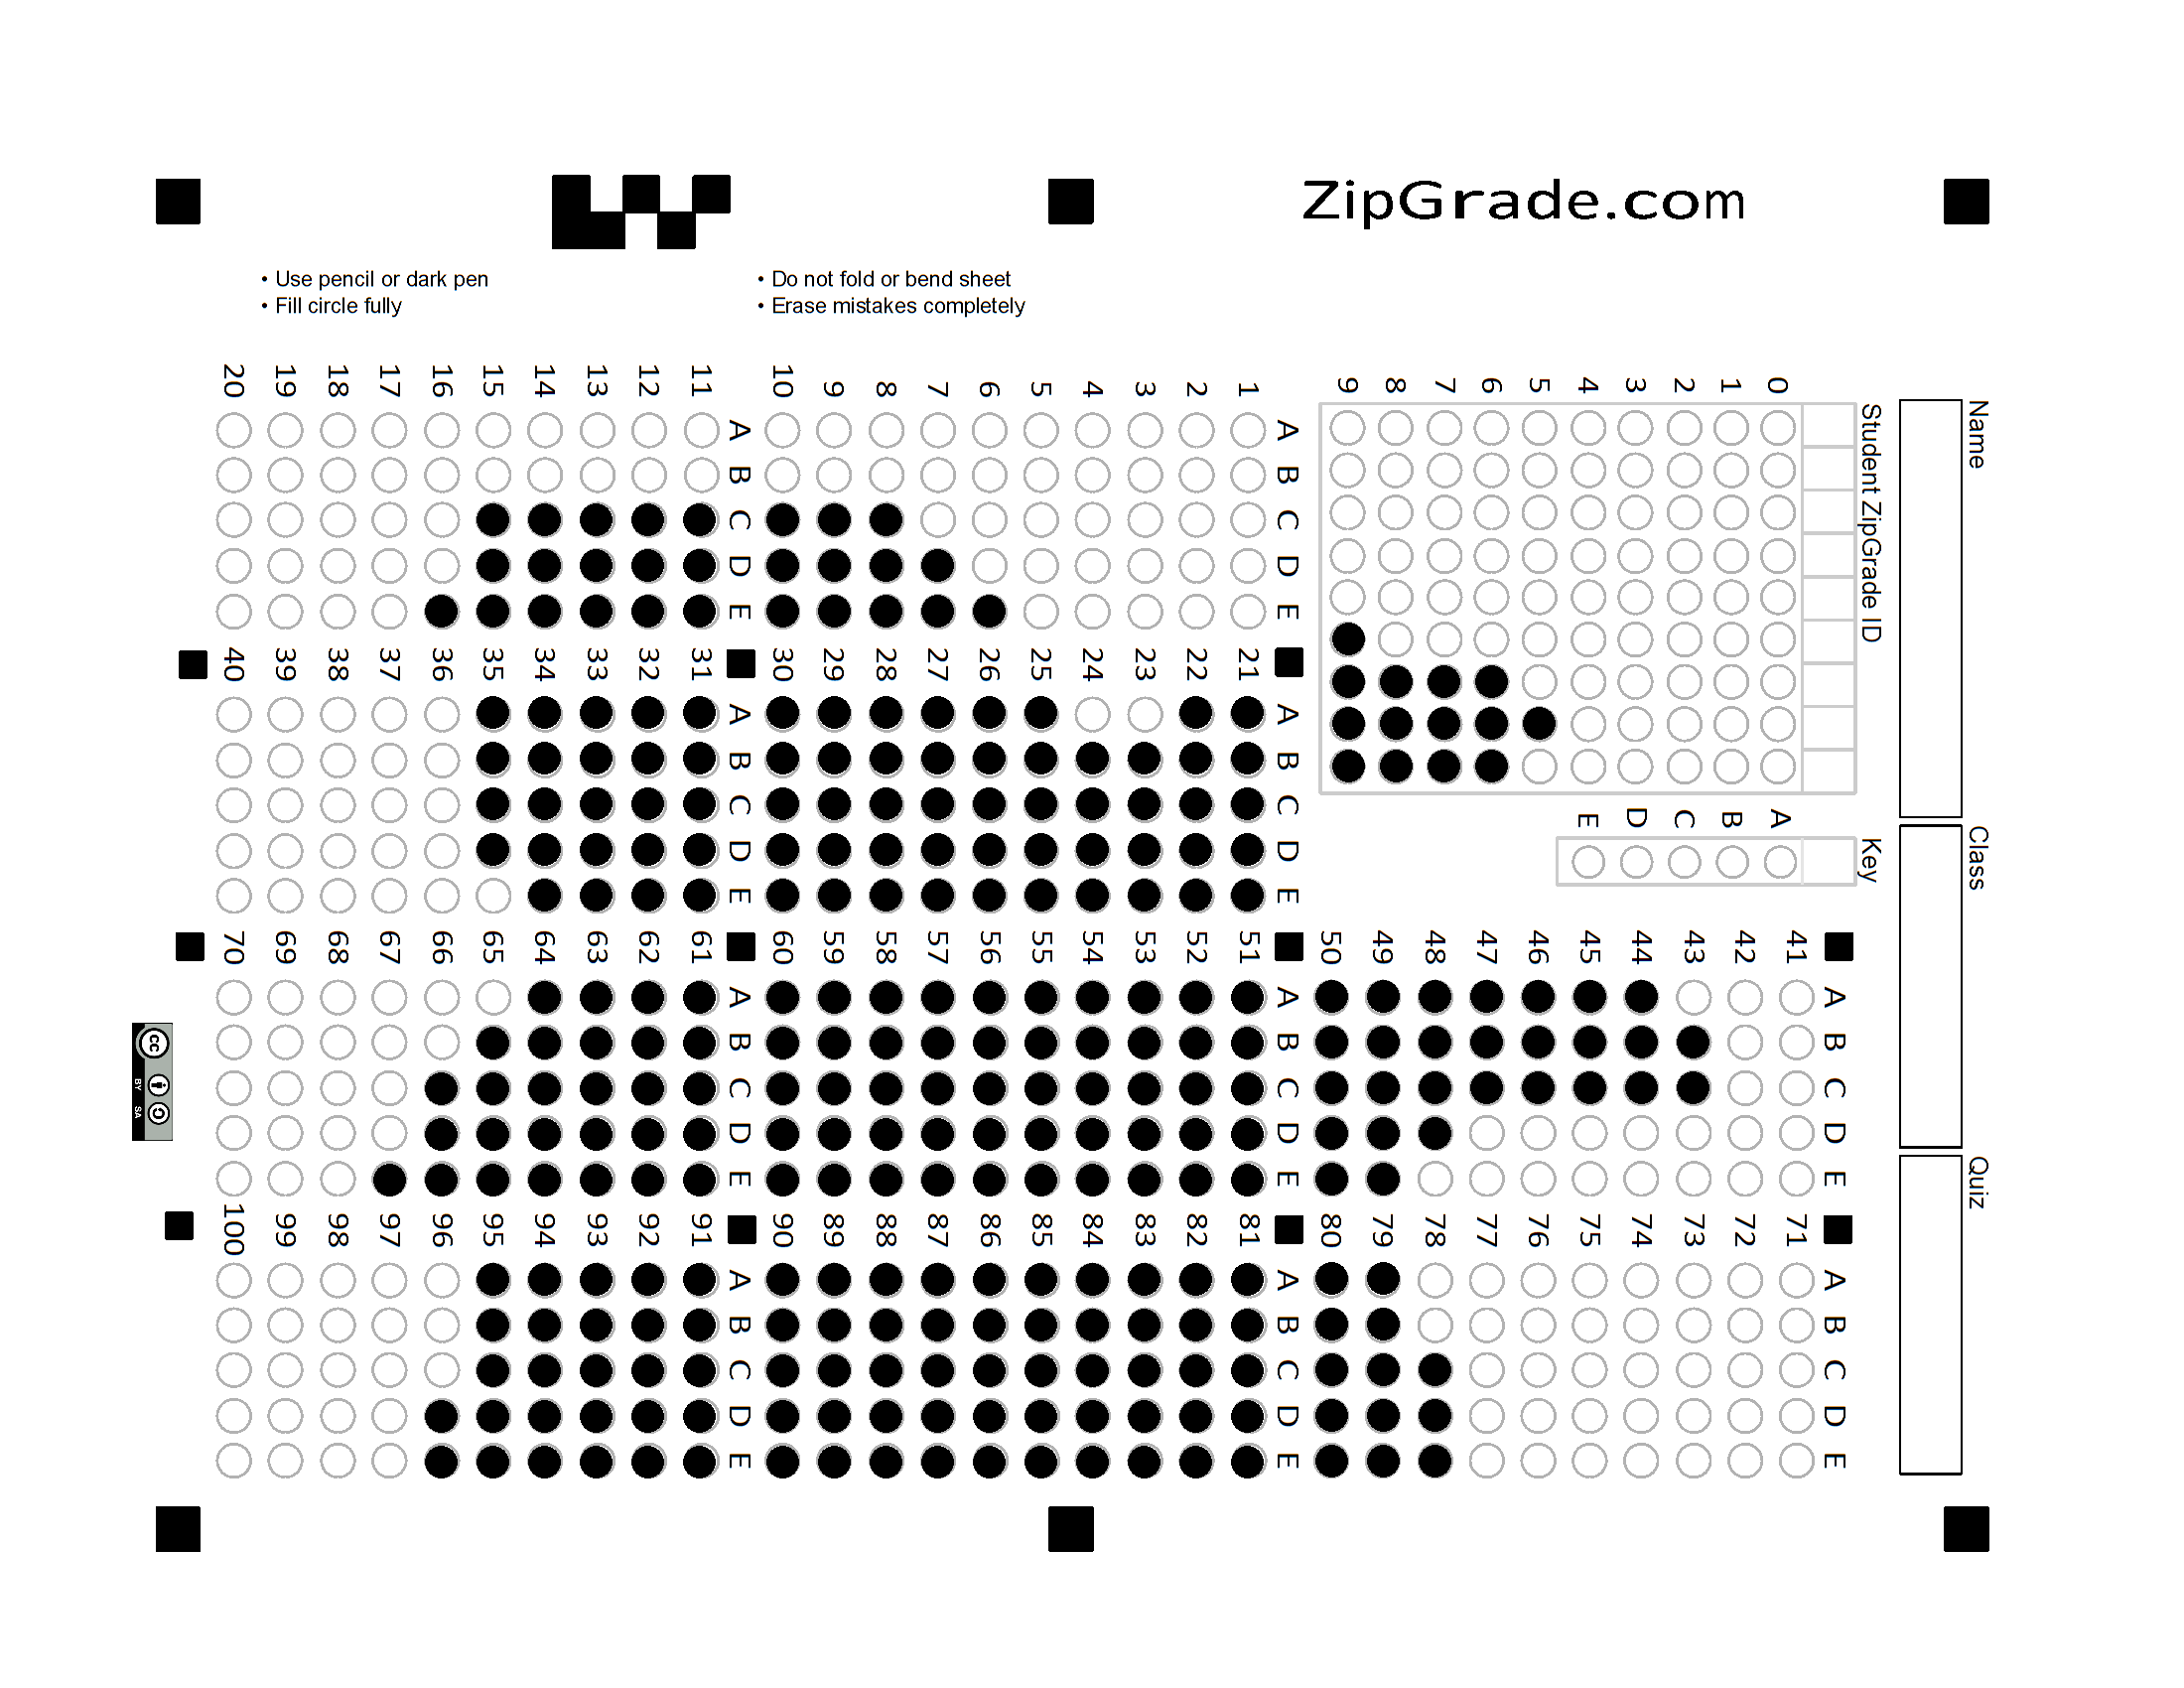 ZipGrade.com
• Use pencil or dark pen
• Fill circle fully
• Do not fold or bend sheet
• Erase mistakes completely
Name
Class
Quiz
Student ZipGrade ID
0 1 2 3 4 5 6 7 8 9
Key
A B C D E
1 2 3 4 5 6 7 8 9 10
A B C D E
11 12 13 14 15 16 17 18 19 20
A B C D E
21 22 23 24 25 26 27 28 29 30
A B C D E
31 32 33 34 35 36 37 38 39 40
A B C D E
41 42 43 44 45 46 47 48 49 50
A B C D E
51 52 53 54 55 56 57 58 59 60
A B C D E
61 62 63 64 65 66 67 68 69 70
A B C D E
71 72 73 74 75 76 77 78 79 80
A B C D E
81 82 83 84 85 86 87 88 89 90
A B C D E
91 92 93 94 95 96 97 98 99 100
A B C D E
cc
BY SA